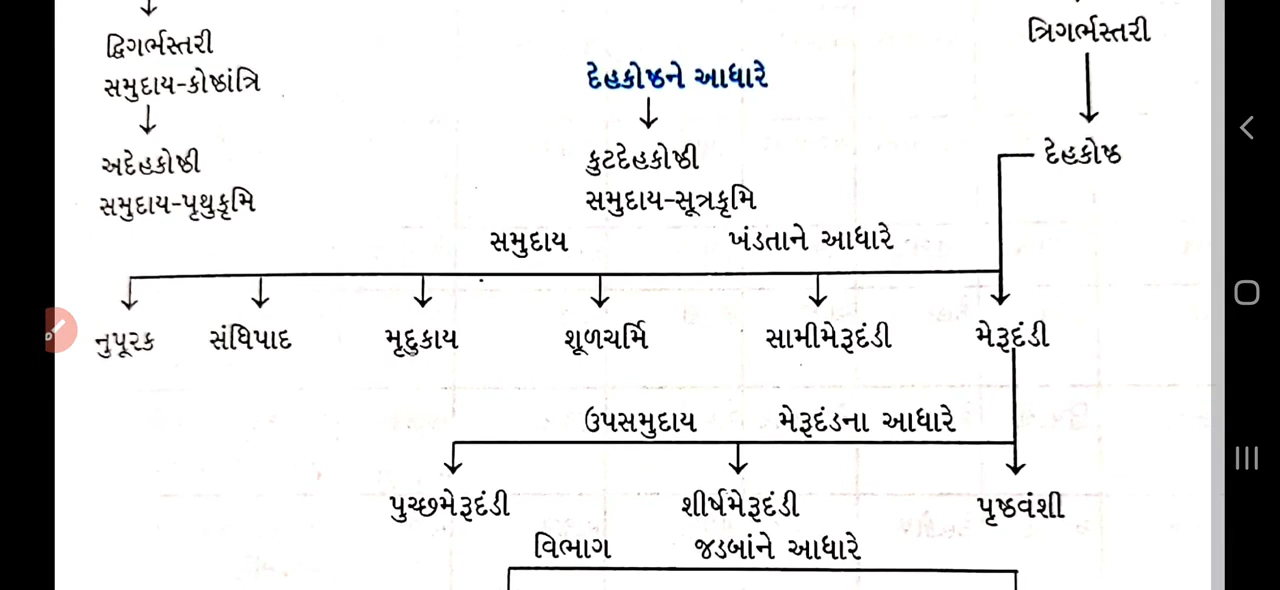 ત્રિગર્ભસ્તરી
દ્વિગર્ભસ્તરી
સમુદાય-કોષ્ઠાંત્રિ
દેહકોષ્ઠને આધારે
અદેહકોષ્ઠી
કુટદેહકોષ્ઠી
દેહકોષ્ઠ
સમુદાય-પૃથુકૃમિ
સમુદાય-સૂત્રકૃમિ
સમુદાય ખંડતાને આધારે
નુપૂરક સંધિપાદ મૃદુકાય શૂળચર્મિ સામીમેરૂદંડી મેરૂદંડી
ઉપસમુદાય મેરૂદંડના આધારે
પુચ્છમેરૂદંડી શીર્ષમેરૂદંડી પૃષ્ઠવંશી
વિભાગ જડબાંને આધારે